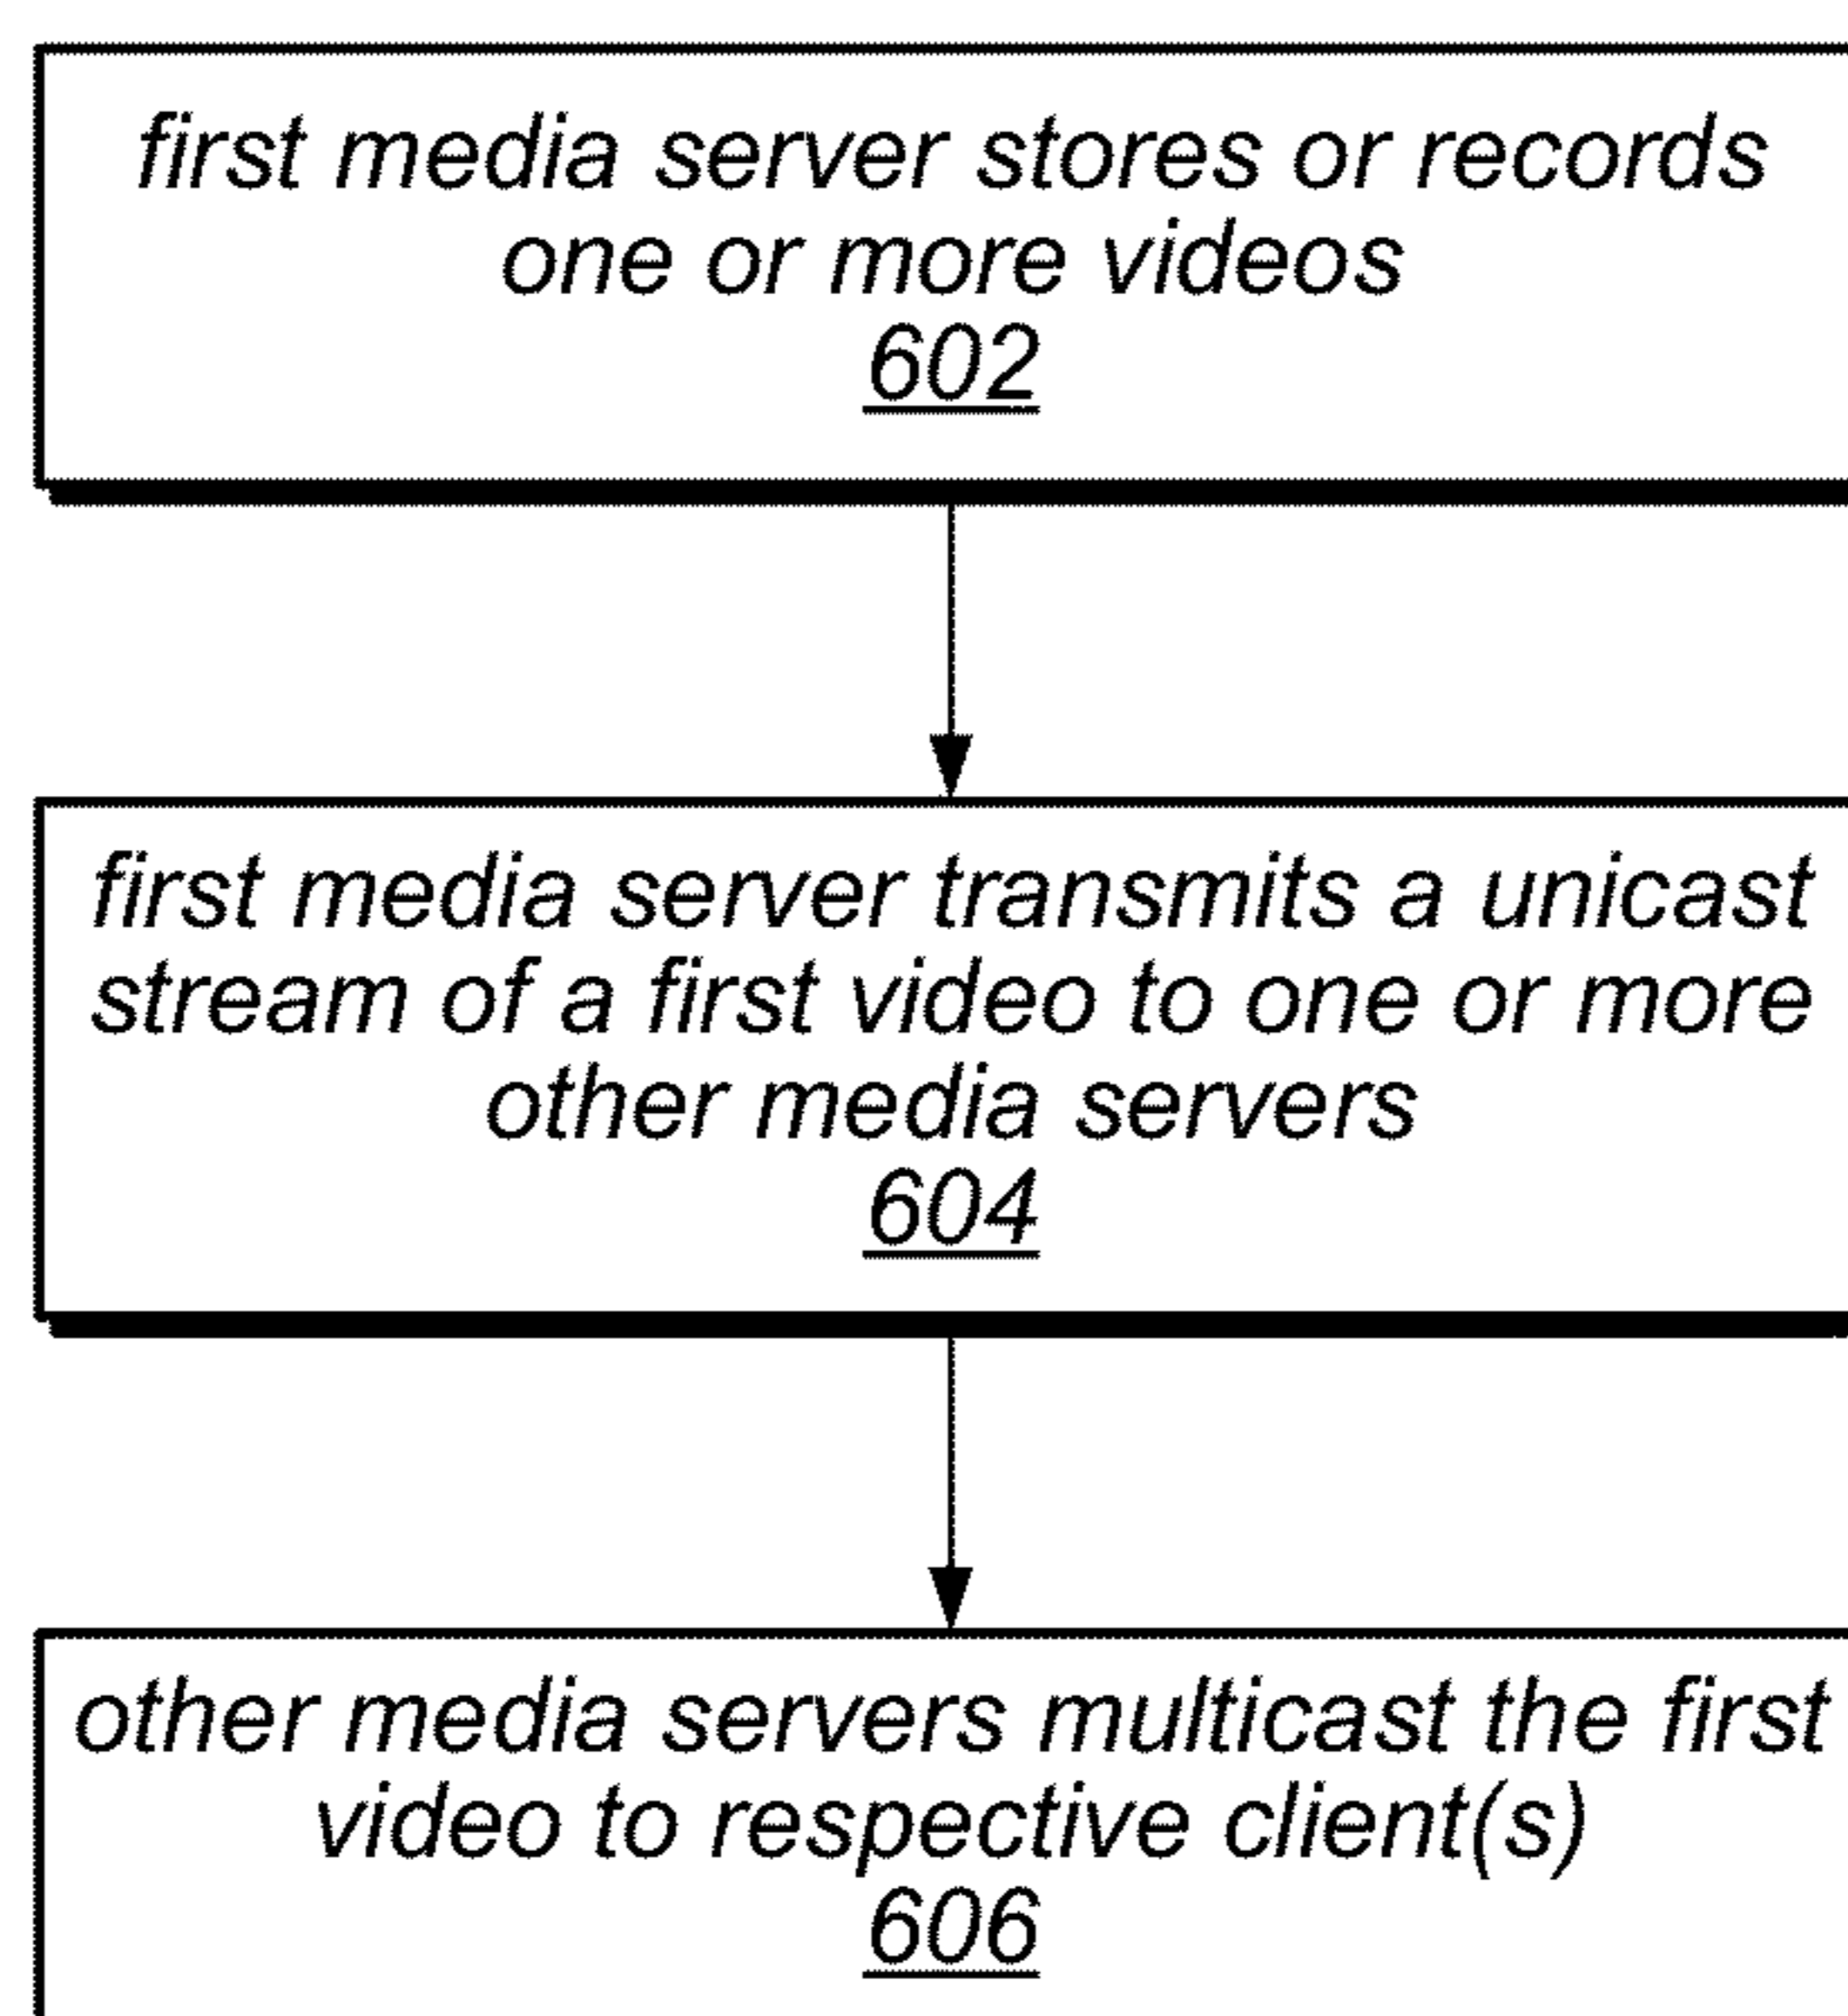 first media server stores or records
one or more videos
602
first media server transmits a unicast
stream of a first video to one or more
other media servers
604
other media servers multicast the first
video to respective client(s)
606